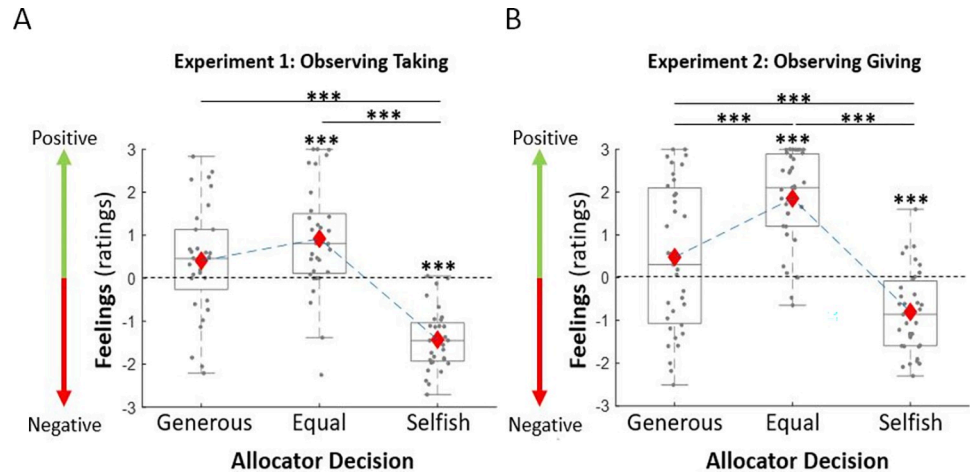 A
Experiment 1: Observing Taking
***
***
***
***
Positive
Negative
Feelings (ratings)
3
2
1
0
-1
-2
-3
Generous Equal Selfish
Allocator Decision
B
Experiment 2: Observing Giving
***
*** ***
***
***
Positive
Negative
Feelings (ratings)
3
2
1
0
-1
-2
-3
Generous Equal Selfish
Allocator Decision